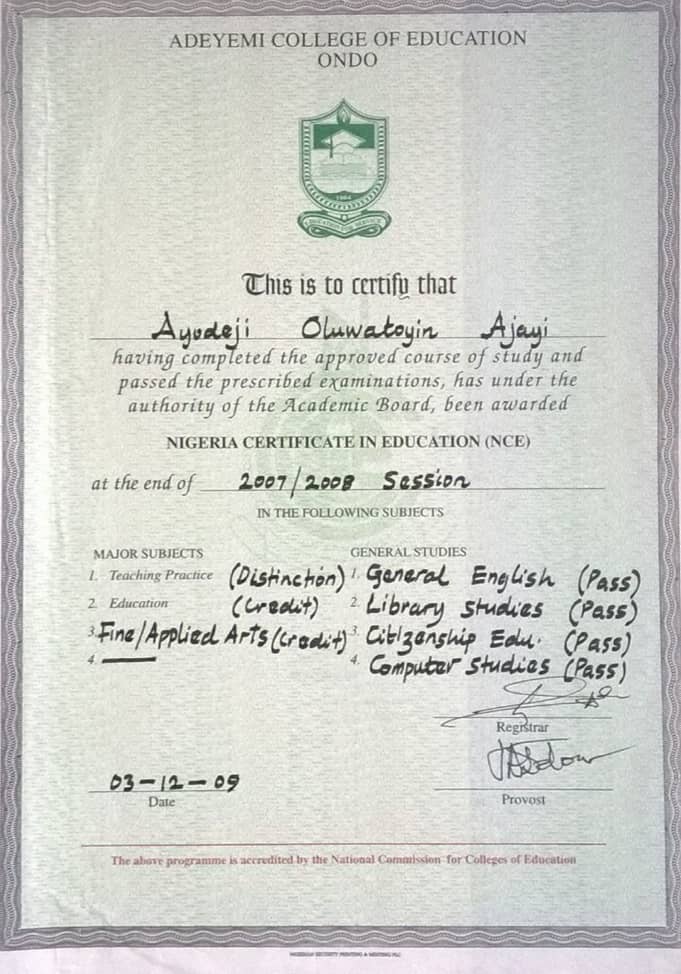 ADEYEMI COLLEGE OF EDUCATION
ONDO
1964
EDUCATION FOR SERVICE
This is to certify that
Ayodeji Oluwatoyin Ajayi
having completed the approved course of study and
passed the prescribed examinations, has under the
authority of the Academic Board, been awarded
NIGERIA CERTIFICATE IN EDUCATION (NCE)
at the end of 2007/2008 Session
IN THE FOLLOWING SUBJECTS
MAJOR SUBJECTS
1. Teaching Practice (Distinction)
2. Education (Credit)
3. Fine/Applied Arts (Credit)
4. —
GENERAL STUDIES
1. General English (Pass)
2. Library Studies (Pass)
3. Citizenship Edu. (Pass)
4. Computer Studies (Pass)
Registrar
03-12-09
Date
Provost
The above programme is accredited by the National Commission for Colleges of Education
NIGERIAN SECURITY PRINTING & MINTING PLC